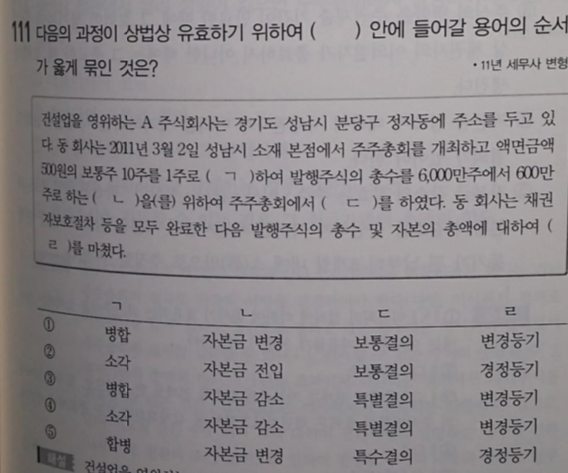 111 다음의 과정이 상법상 유효하기 위하여 (      ) 안에 들어갈 용어의 순서
가 옳게 묶인 것은?
• 11년 세무사 변형
건설업을 영위하는 A 주식회사는 경기도 성남시 분당구 정자동에 주소를 두고 있
다. 동 회사는 2011년 3월 2일 성남시 소재 본점에서 주주총회를 개최하고 액면금액
500원의 보통주 10주를 1주로 ( ㄱ )하여 발행주식의 총수를 6,000만주에서 600만
주로 하는 ( ㄴ )을(를) 위하여 주주총회에서 ( ㄷ )를 하였다. 동 회사는 채권
자보호절차 등을 모두 완료한 다음 발행주식의 총수 및 자본의 총액에 대하여 (
ㄹ )를 마쳤다.
ㄱ ㄴ ㄷ ㄹ
① 병합 자본금 변경 보통결의 변경등기
② 소각 자본금 전입 보통결의 경정등기
③ 병합 자본금 감소 특별결의 변경등기
④ 소각 자본금 감소 특별결의 변경등기
⑤ 합병 자본금 변경 특수결의 경정등기
해설 건설업을